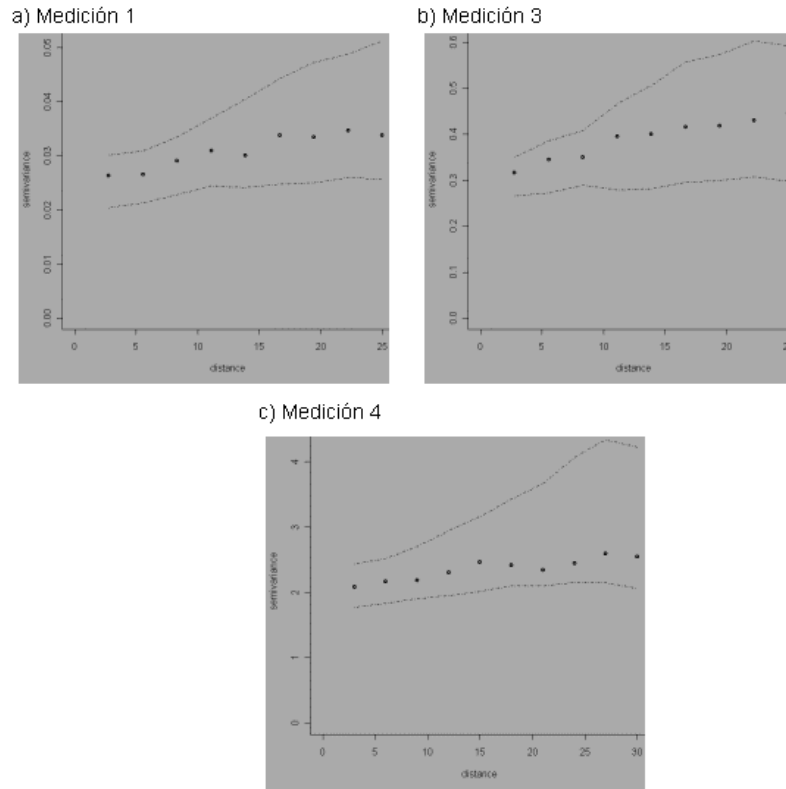 a) Medición 1
semivariance
0.00 0.01 0.02 0.03 0.04 0.05
0 5 10 15 20 25
distance
b) Medición 3
semivariance
0.0 0.1 0.2 0.3 0.4 0.5 0.6
0 5 10 15 20
distance
c) Medición 4
semivariance
0 1 2 3 4
0 5 10 15 20 25 30
distance